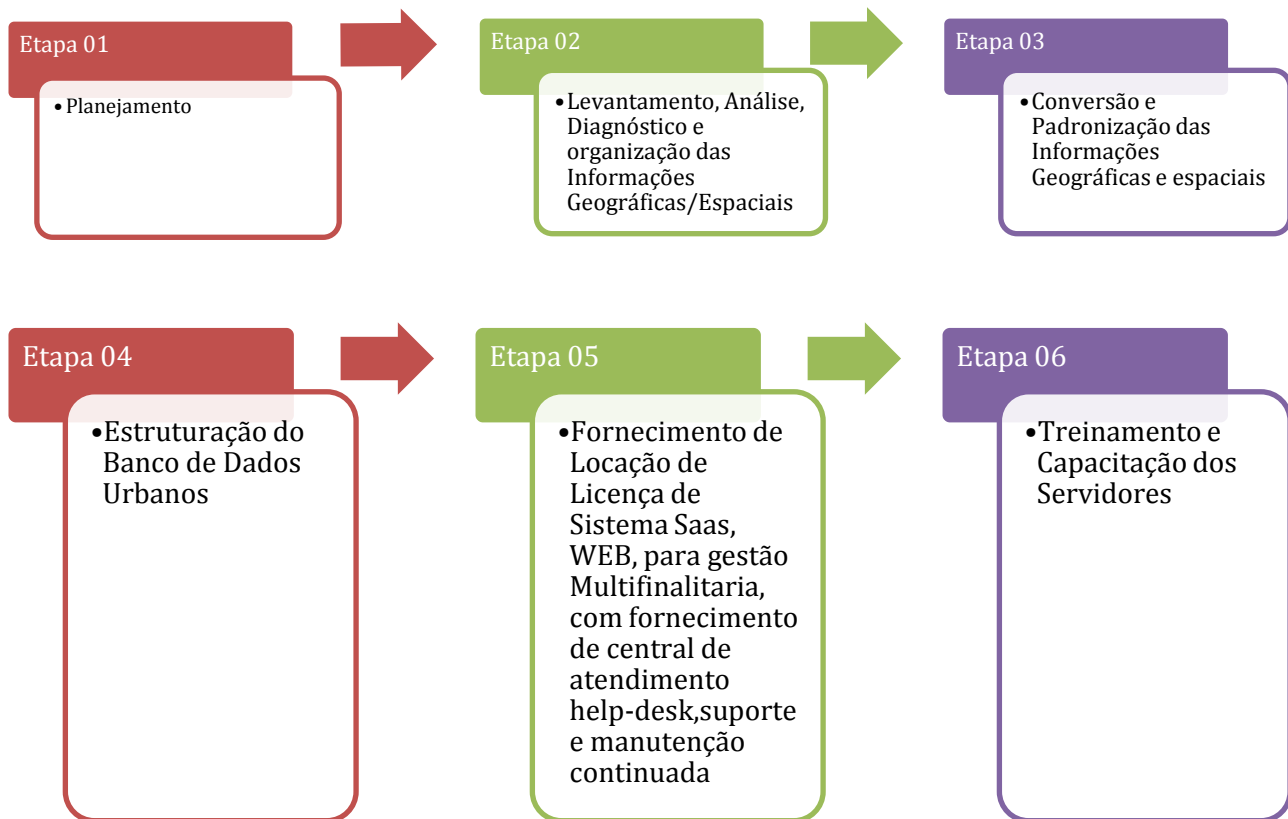 Etapa 01
•Planejamento
Etapa 02
•Levantamento, Análise,
Diagnóstico e
organização das
Informações
Geográficas/Espaciais
Etapa 03
•Conversão e
Padronização das
Informações
Geográficas e espaciais
Etapa 04
•Estruturação do
Banco de Dados
Urbanos
Etapa 05
•Fornecimento de
Locação de
Licença de
Sistema Saas,
WEB, para gestão
Multifinalitaria,
com fornecimento
de central de
atendimento
help-desk,suporte
e manutenção
continuada
Etapa 06
•Treinamento e
Capacitação dos
Servidores